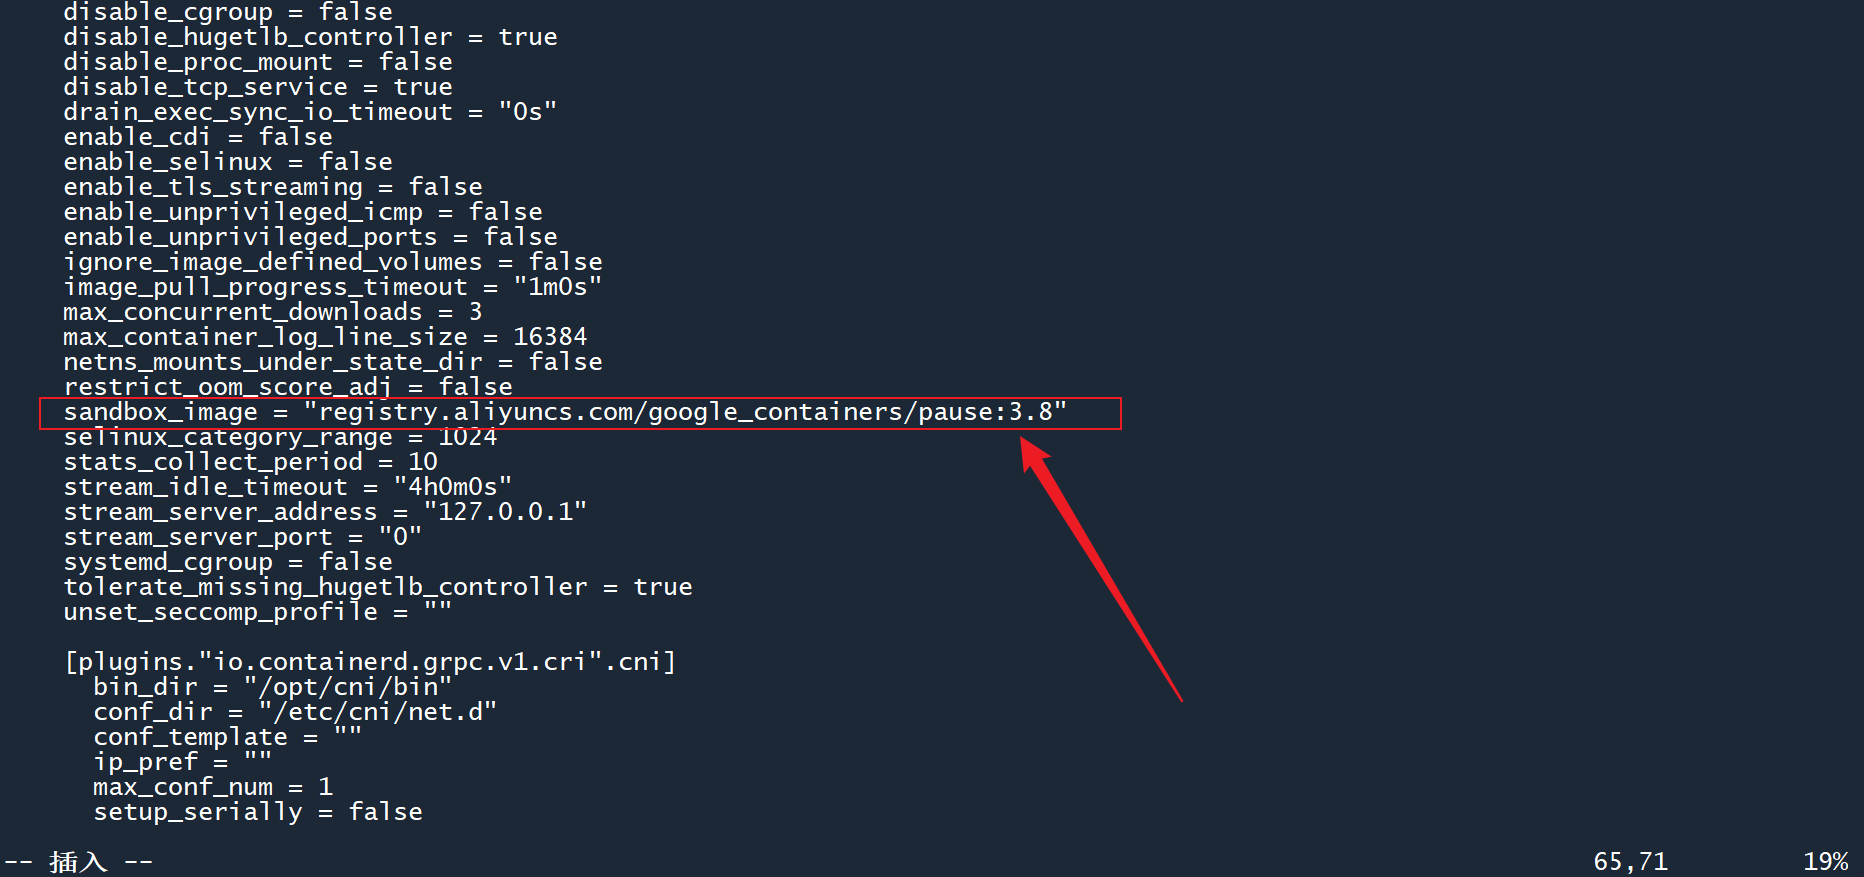 disable_cgroup = false
disable_hugetlb_controller = true
disable_proc_mount = false
disable_tcp_service = true
drain_exec_sync_io_timeout = "0s"
enable_cdi = false
enable_selinux = false
enable_tls_streaming = false
enable_unprivileged_icmp = false
enable_unprivileged_ports = false
ignore_image_defined_volumes = false
image_pull_progress_timeout = "1m0s"
max_concurrent_downloads = 3
max_container_log_line_size = 16384
netns_mounts_under_state_dir = false
restrict_oom_score_adj = false
sandbox_image = "registry.aliyuncs.com/google_containers/pause:3.8"
selinux_category_range = 1024
stats_collect_period = 10
stream_idle_timeout = "4h0m0s"
stream_server_address = "127.0.0.1"
stream_server_port = "0"
systemd_cgroup = false
tolerate_missing_hugetlb_controller = true
unset_seccomp_profile = ""
[plugins."io.containerd.grpc.v1.cri".cni]
bin_dir = "/opt/cni/bin"
conf_dir = "/etc/cni/net.d"
conf_template = ""
ip_pref = ""
max_conf_num = 1
setup_serially = false
-- 插入 -- 65,71 19%